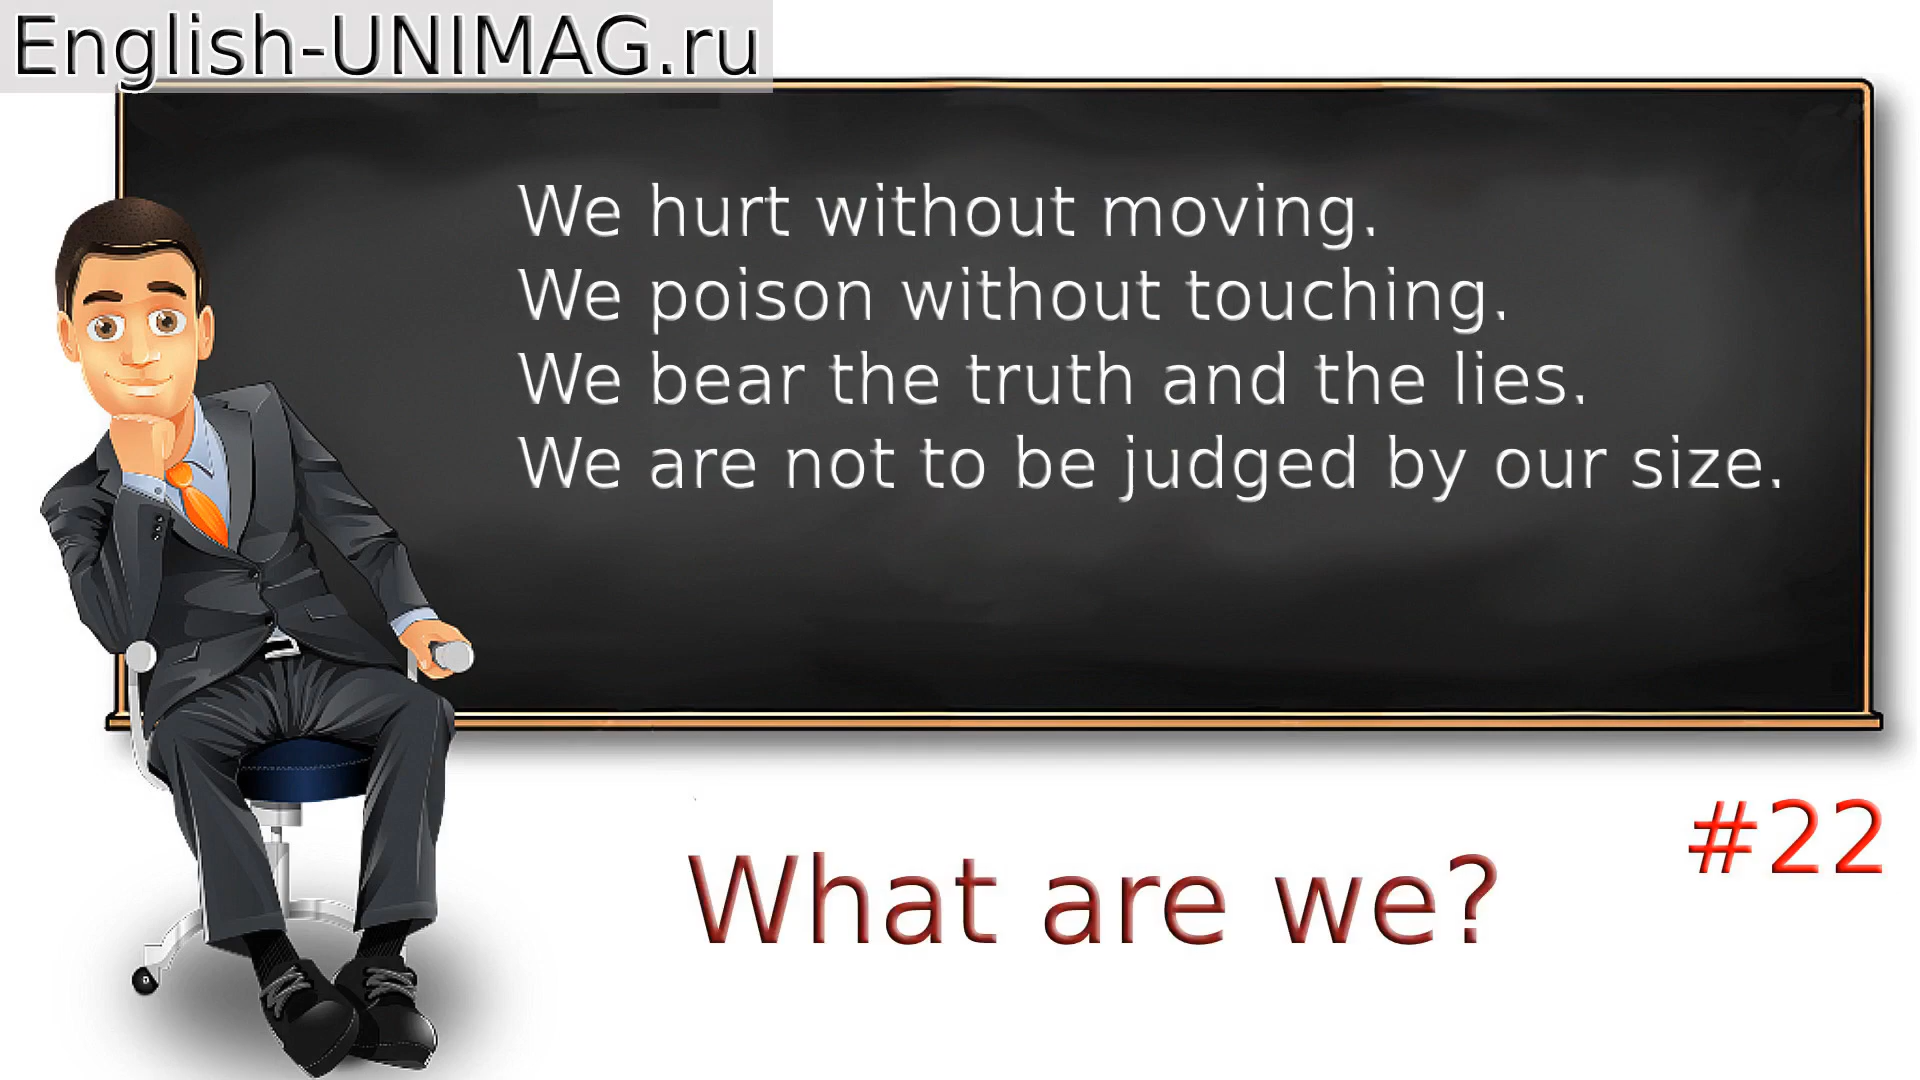 English-UNIMAG.ru
We hurt without moving.
We poison without touching.
We bear the truth and the lies.
We are not to be judged by our size.
#22
What are we?